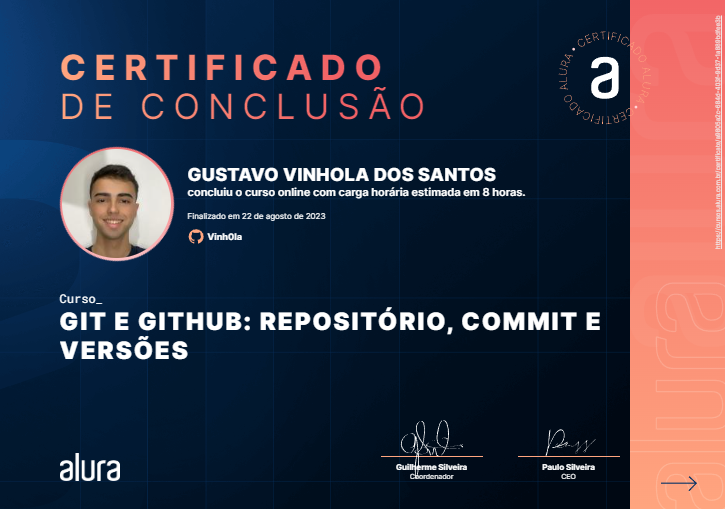 CERTIFICADO
DE CONCLUSÃO
CERTIFICADO ALURA • CERTIFICADO ALURA •
a
GUSTAVO VINHOLA DOS SANTOS
concluiu o curso online com carga horária estimada em 8 horas.
Finalizado em 22 de agosto de 2023
Vinh0la
Curso_
GIT E GITHUB: REPOSITÓRIO, COMMIT E
VERSÕES
alura
Guilherme Silveira
Coordenador
Paulo Silveira
CEO
alura